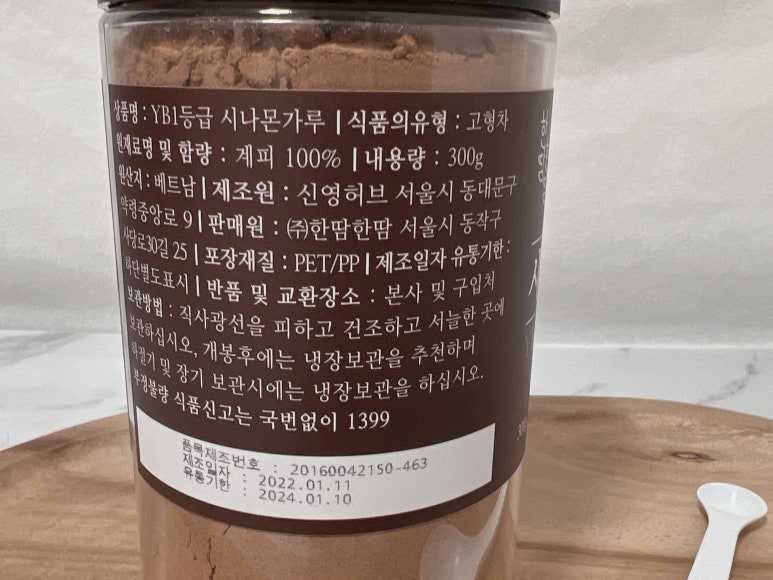 상품명 : YB1등급 시나몬가루 | 식품의유형 : 고형차
원재료명 및 함량 : 계피 100% | 내용량 : 300g
원산지 : 베트남 | 제조원 : 신영허브 서울시 동대문구
약령중앙로 9 | 판매원 : ㈜한땀한땀 서울시 동작구
사당로30길 25 | 포장재질 : PET/PP | 제조일자 유통기한 :
하단별도표시 | 반품 및 교환장소 : 본사 및 구입처
보관방법 : 직사광선을 피하고 건조하고 서늘한 곳에
보관하십시오, 개봉후에는 냉장보관을 추천하며
하절기 및 장기 보관시에는 냉장보관을 하십시오.
부정불량 식품신고는 국번없이 1399
품목제조번호 : 20160042150-463
제조일자 : 2022.01.11
유통기한 : 2024.01.10